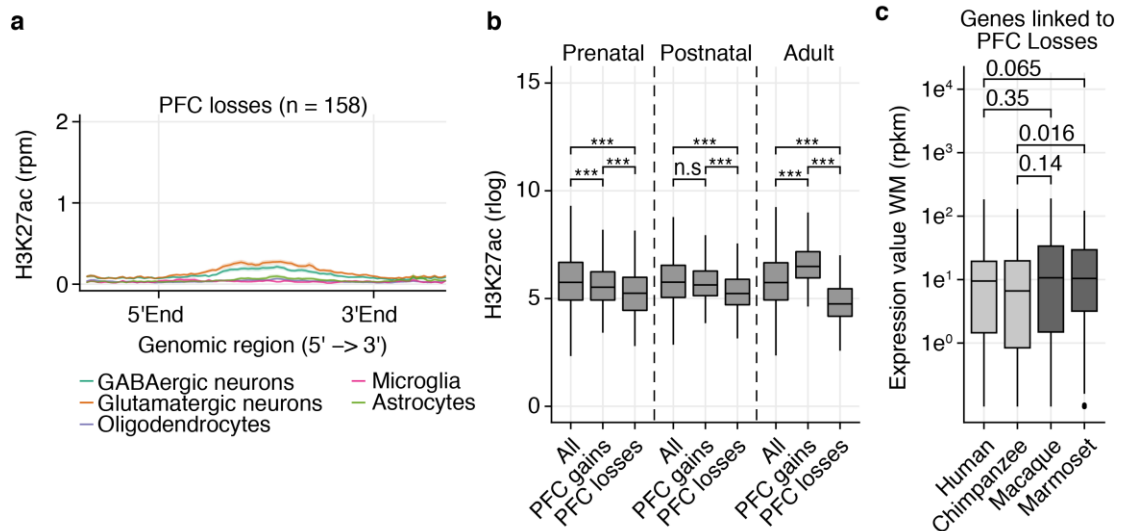 a
PFC losses (n = 158)
2
1
0
H3K27ac (rpm)
5'End
3'End
Genomic region (5' –> 3')
GABAergic neurons
Glutamatergic neurons
Oligodendrocytes
Microglia
Astrocytes
b
Prenatal
Postnatal
Adult
15
10
5
0
H3K27ac (rlog)
***
***
***
***
n.s
***
***
***
***
All
PFC gains
PFC losses
All
PFC gains
PFC losses
All
PFC gains
PFC losses
c
Genes linked to
PFC Losses
0.065
0.35
0.016
0.14
1e⁴
1e³
1e²
1e¹
1e⁰
Expression value WM (rpkm)
Human
Chimpanzee
Macaque
Marmoset